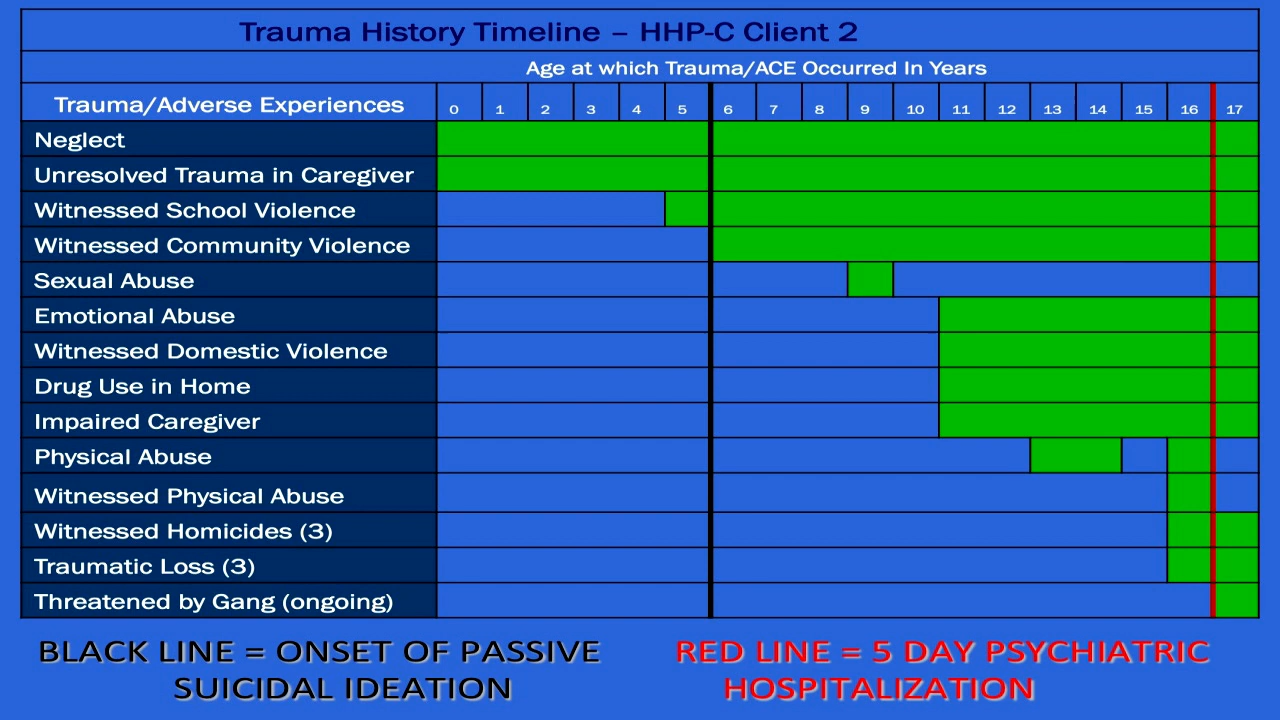 Trauma History Timeline – HHP-C Client 2
Age at which Trauma/ACE Occurred In Years
Trauma/Adverse Experiences 0 1 2 3 4 5 6 7 8 9 10 11 12 13 14 15 16 17
Neglect
Unresolved Trauma in Caregiver
Witnessed School Violence
Witnessed Community Violence
Sexual Abuse
Emotional Abuse
Witnessed Domestic Violence
Drug Use in Home
Impaired Caregiver
Physical Abuse
Witnessed Physical Abuse
Witnessed Homicides (3)
Traumatic Loss (3)
Threatened by Gang (ongoing)
BLACK LINE = ONSET OF PASSIVE
SUICIDAL IDEATION
RED LINE = 5 DAY PSYCHIATRIC
HOSPITALIZATION